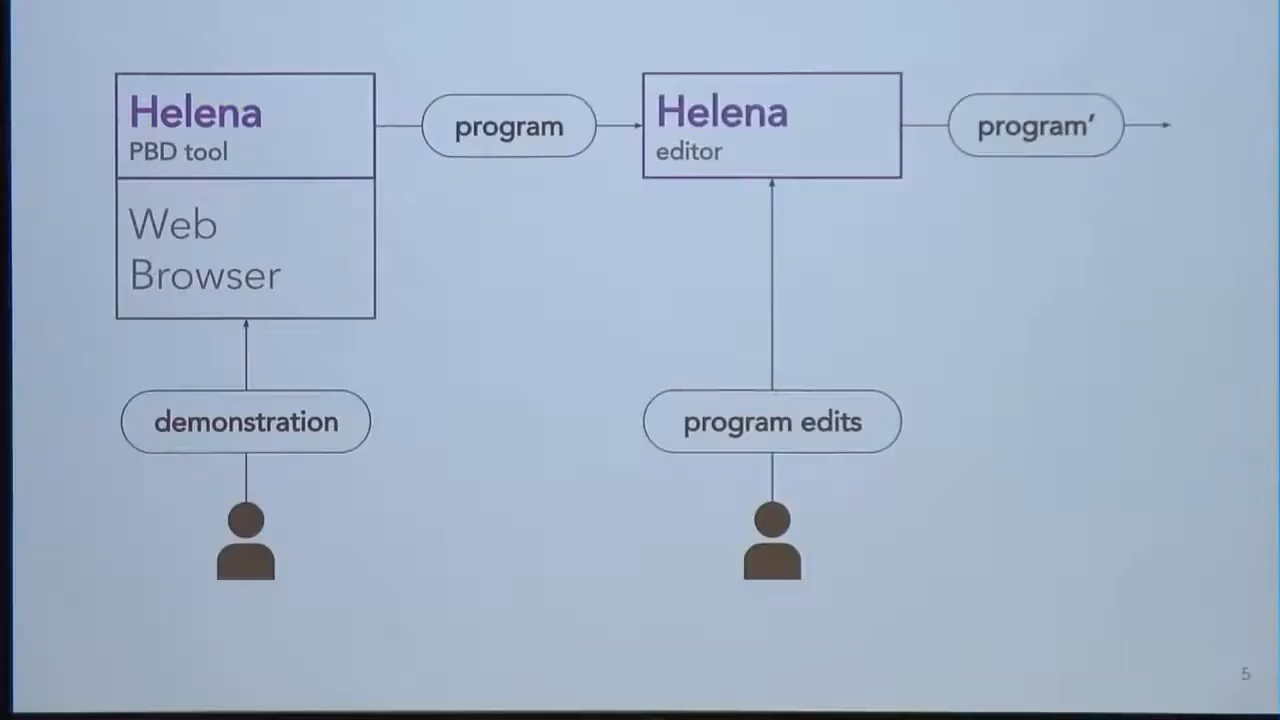 Helena
PBD tool
Web
Browser
program
Helena
editor
program′
demonstration
program edits
5